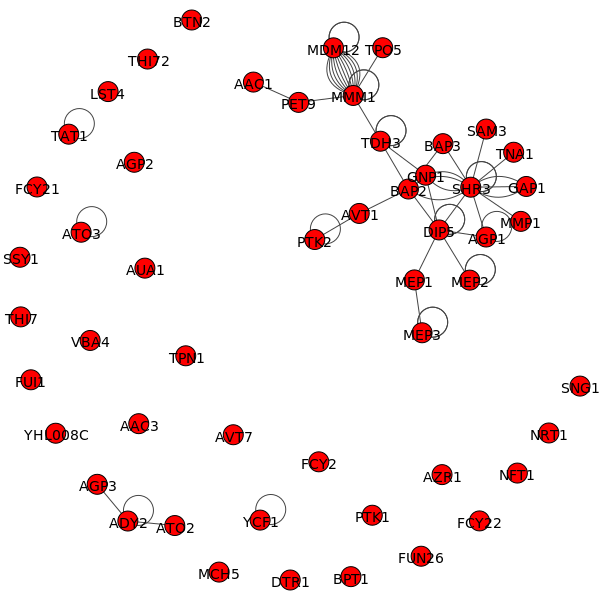 BTN2
MDM12
TPO5
THI72
AAC1
LST4
PET9
MMM1
TAT1
TDH3
SAM3
BAP3
TNA1
AGP2
GNP1
FCY21
BAP2
SHR3
GAP1
AVT1
MMP1
ATO3
DIP5
PTK2
AGP1
SSY1
AUA1
MEP1
MEP2
THI7
MEP3
VBA4
TPN1
FUI1
SNG1
AAC3
YHL008C
AVT7
NRT1
FCY2
AZR1
NFT1
AGP3
PTK1
ADY2
ATO2
YCF1
FCY22
FUN26
MCH5
DTR1
BPT1